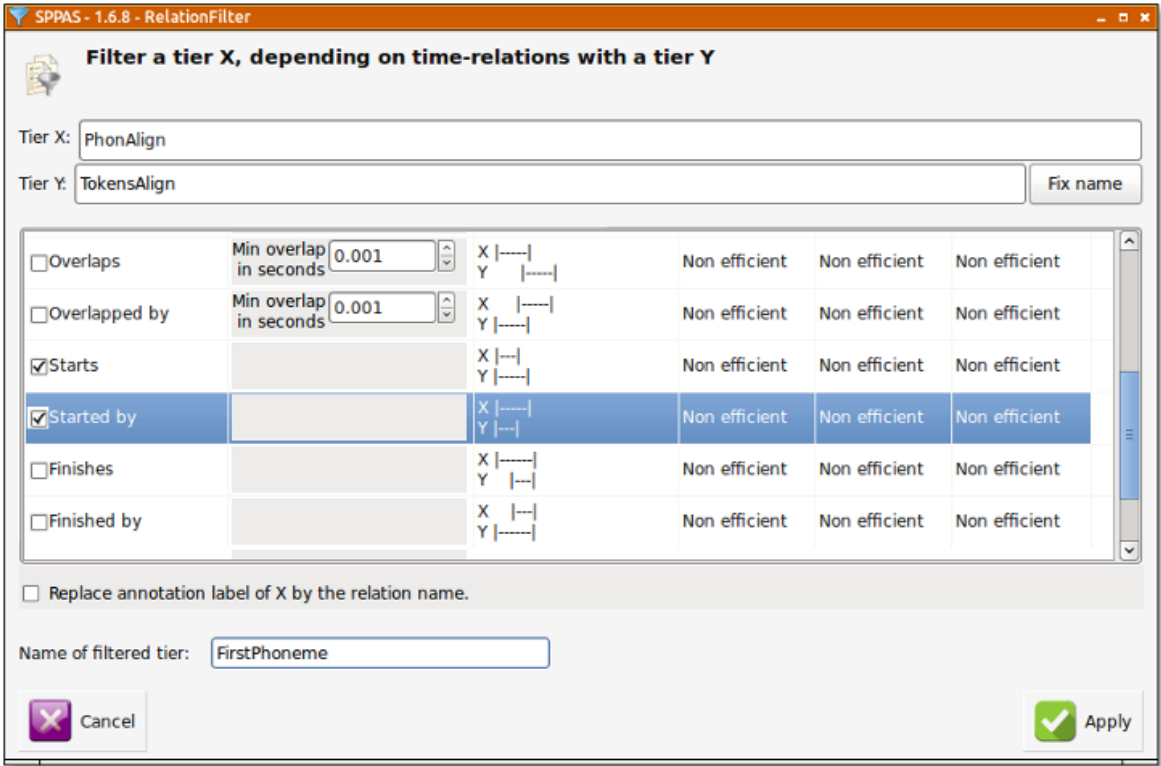 SPPAS - 1.6.8 - RelationFilter
Filter a tier X, depending on time-relations with a tier Y
Tier X: PhonAlign
Tier Y: TokensAlign Fix name
Overlaps Min overlap in seconds 0.001 X |-----| Y |-----| Non efficient Non efficient Non efficient
Overlapped by Min overlap in seconds 0.001 X |-----| Y |-----| Non efficient Non efficient Non efficient
Starts X |---| Y |-----| Non efficient Non efficient Non efficient
Started by X |-----| Y |---| Non efficient Non efficient Non efficient
Finishes X |------| Y |---| Non efficient Non efficient Non efficient
Finished by X |---| Y |------| Non efficient Non efficient Non efficient
Replace annotation label of X by the relation name.
Name of filtered tier: FirstPhoneme
Cancel Apply